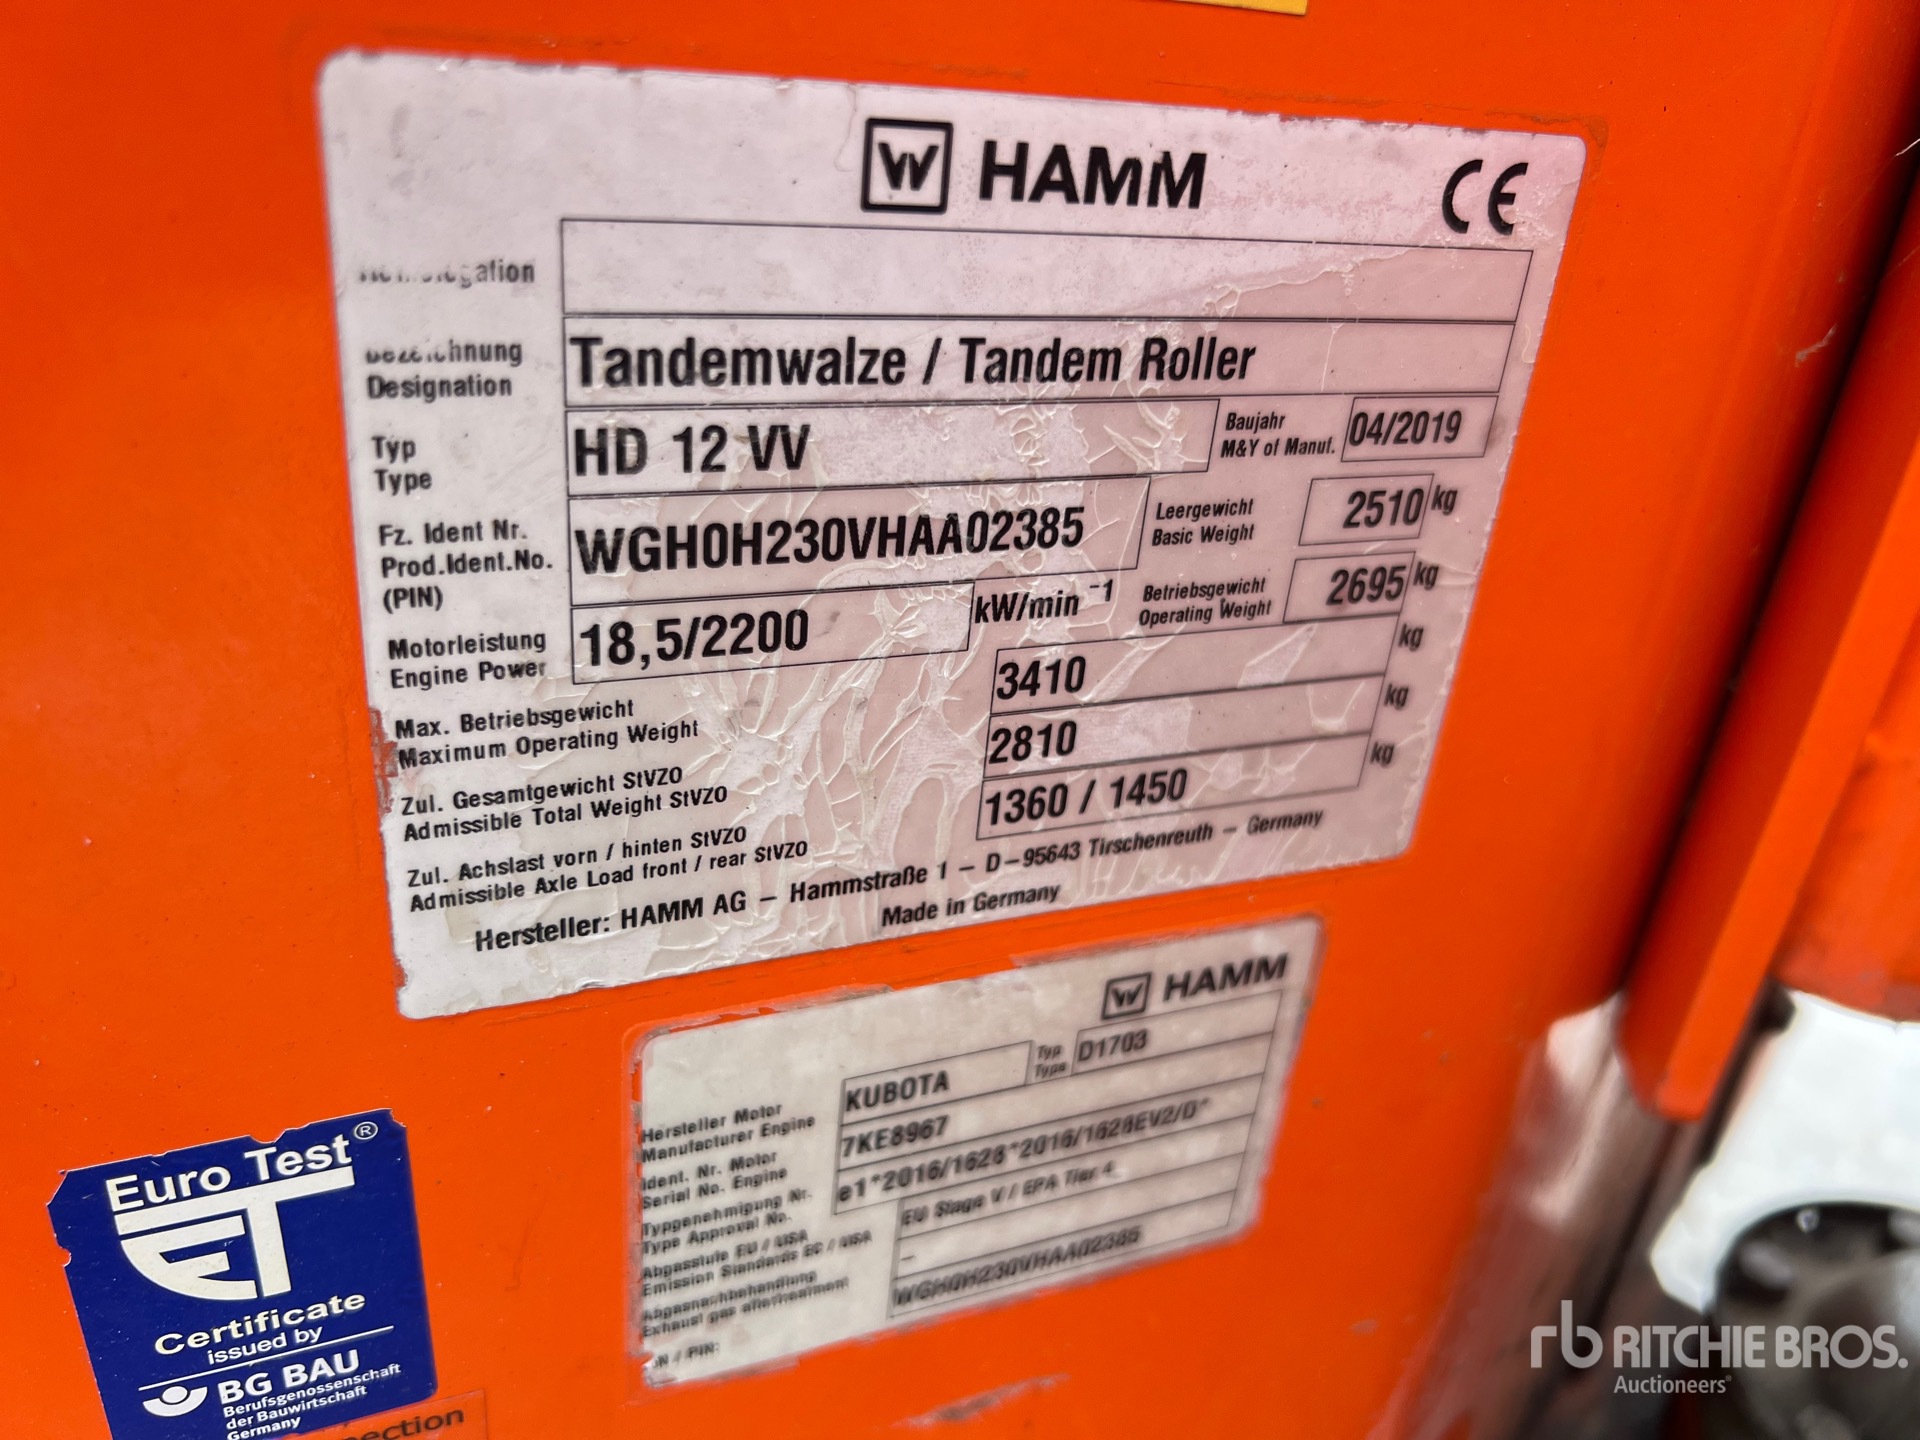 HAMM
CE
Bezeichnung
Designation
Tandemwalze / Tandem Roller
Typ
Type
HD 12 VV
Baujahr
M&Y of Manuf.
04/2019
Fz. Ident Nr.
Prod.Ident.No.
(PIN)
WGH0H230VHAA02385
Leergewicht
Basic Weight
2510 kg
Motorleistung
Engine Power
18,5/2200 kW/min⁻¹
Betriebsgewicht
Operating Weight
2695 kg
Max. Betriebsgewicht
Maximum Operating Weight
3410 kg
Zul. Gesamtgewicht StVZO
Admissible Total Weight StVZO
2810 kg
Zul. Achslast vorn / hinten StVZO
Admissible Axle Load front / rear StVZO
1360 / 1450 kg
Hersteller: HAMM AG – Hammstraße 1 – D–95643 Tirschenreuth – Germany
Made in Germany
HAMM
Hersteller Motor
Manufacturer Engine
KUBOTA
Typ
Type
D1703
Ident. Nr. Motor
Serial No. Engine
7KE8967
Typgenehmigung Nr.
Type Approval No.
e1*2016/1628*2016/1628EV2/D*
Abgasstufe EU / USA
Emission Standards EC / USA
EU Stage V / EPA Tier 4
Abgasnachbehandlung
Exhaust gas aftertreatment
–
/ PIN:
WGH0H230VHAA02385
Euro Test®
ET
Certificate
issued by
BG BAU
Berufsgenossenschaft
der Bauwirtschaft
Germany
rb RITCHIE BROS.
Auctioneers